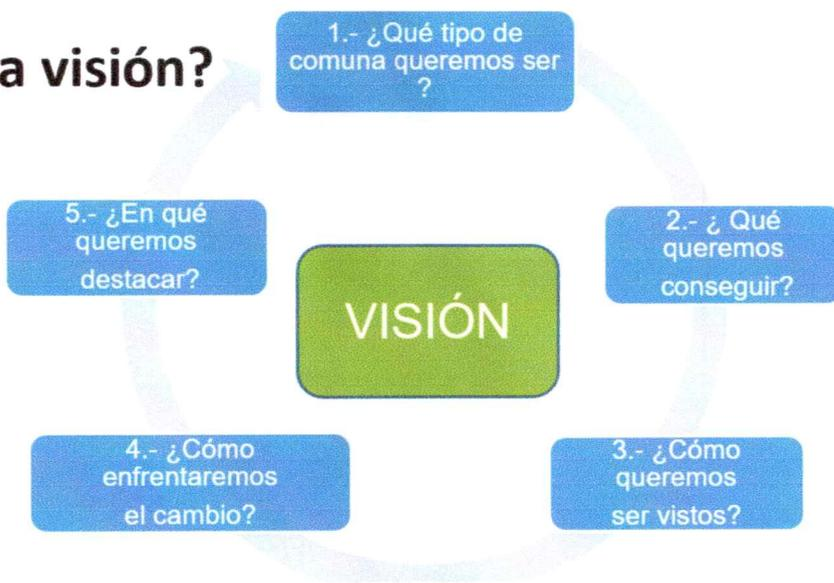 a visión?
1.- ¿Qué tipo de
comuna queremos ser
?
5.- ¿En qué
queremos
destacar?
2.- ¿ Qué
queremos
conseguir?
VISIÓN
4.- ¿Cómo
enfrentaremos
el cambio?
3.- ¿Cómo
queremos
ser vistos?